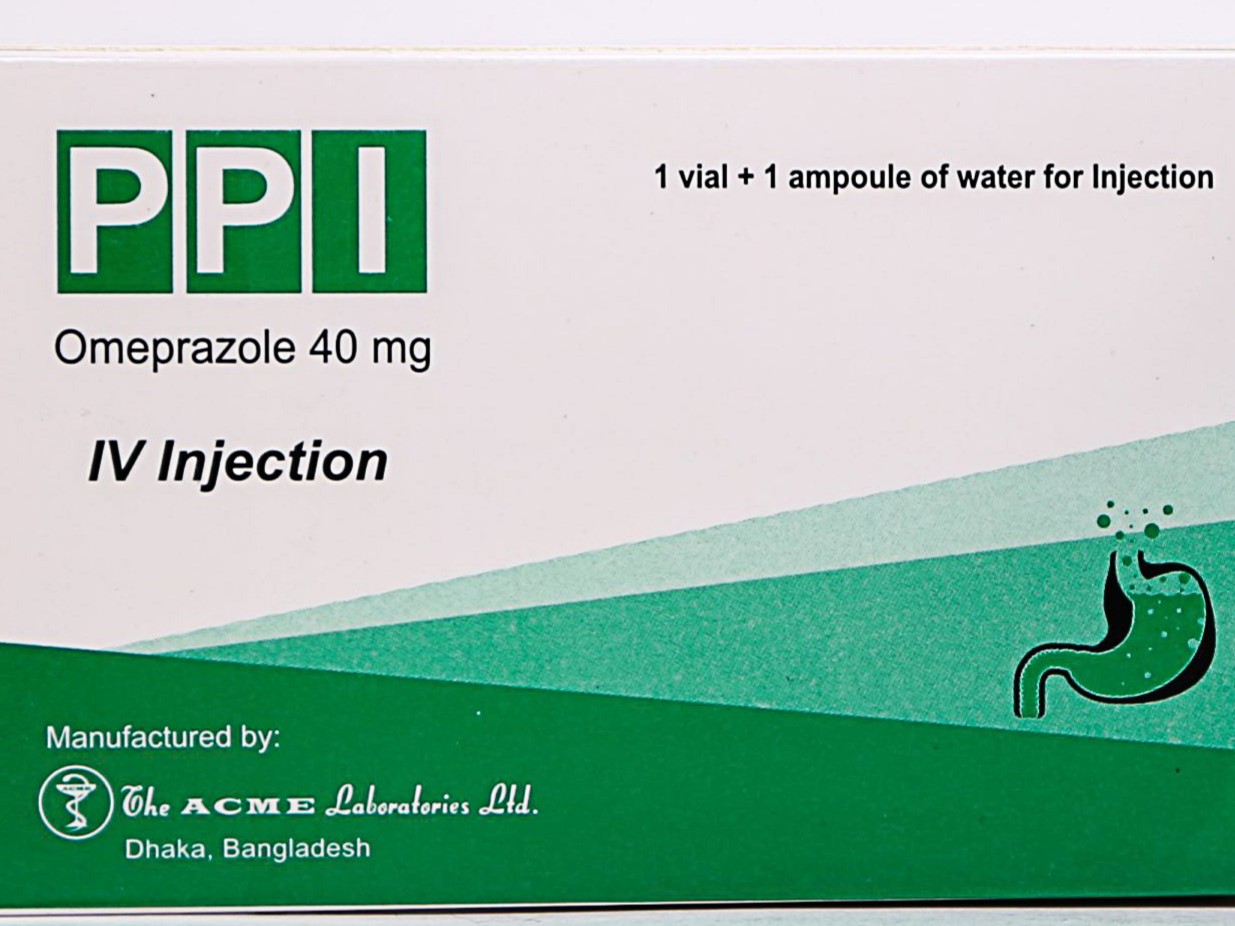 PPI
1 vial + 1 ampoule of water for Injection
Omeprazole 40 mg
IV Injection
Manufactured by:
ACME
The ACME Laboratories Ltd.
Dhaka, Bangladesh